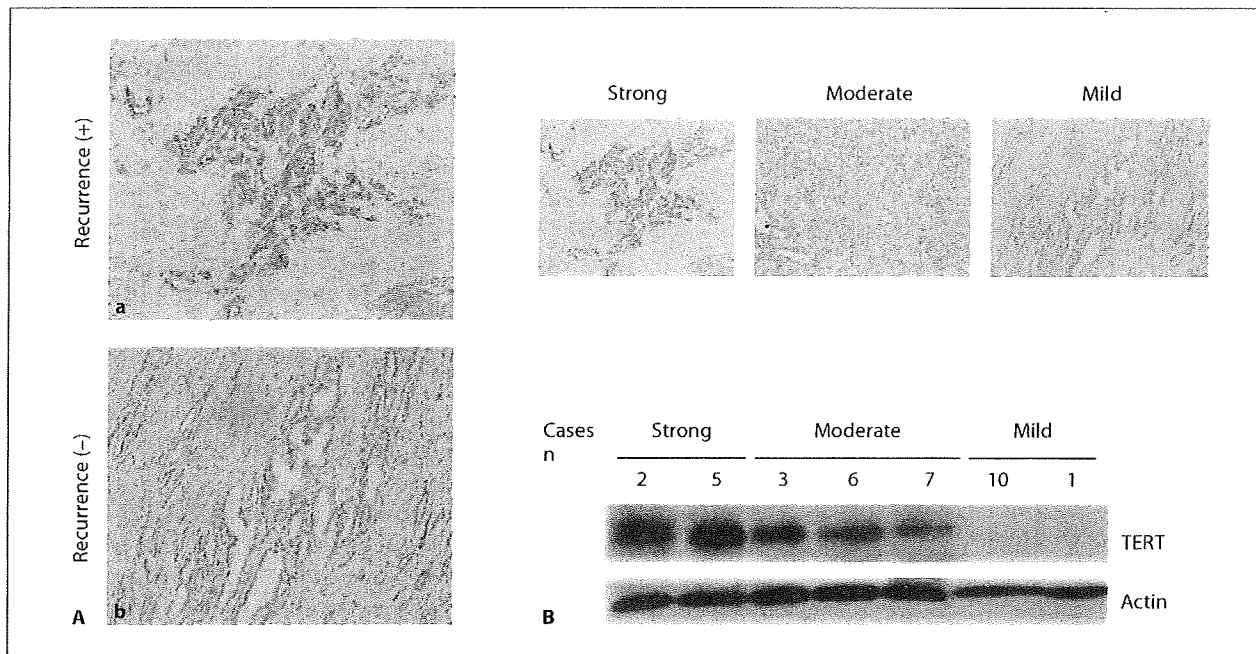 Recurrence (+)
a
Recurrence (–)
b
A
Strong Moderate Mild
Cases Strong Moderate Mild
n
2 5 3 6 7 10 1
TERT
Actin
B